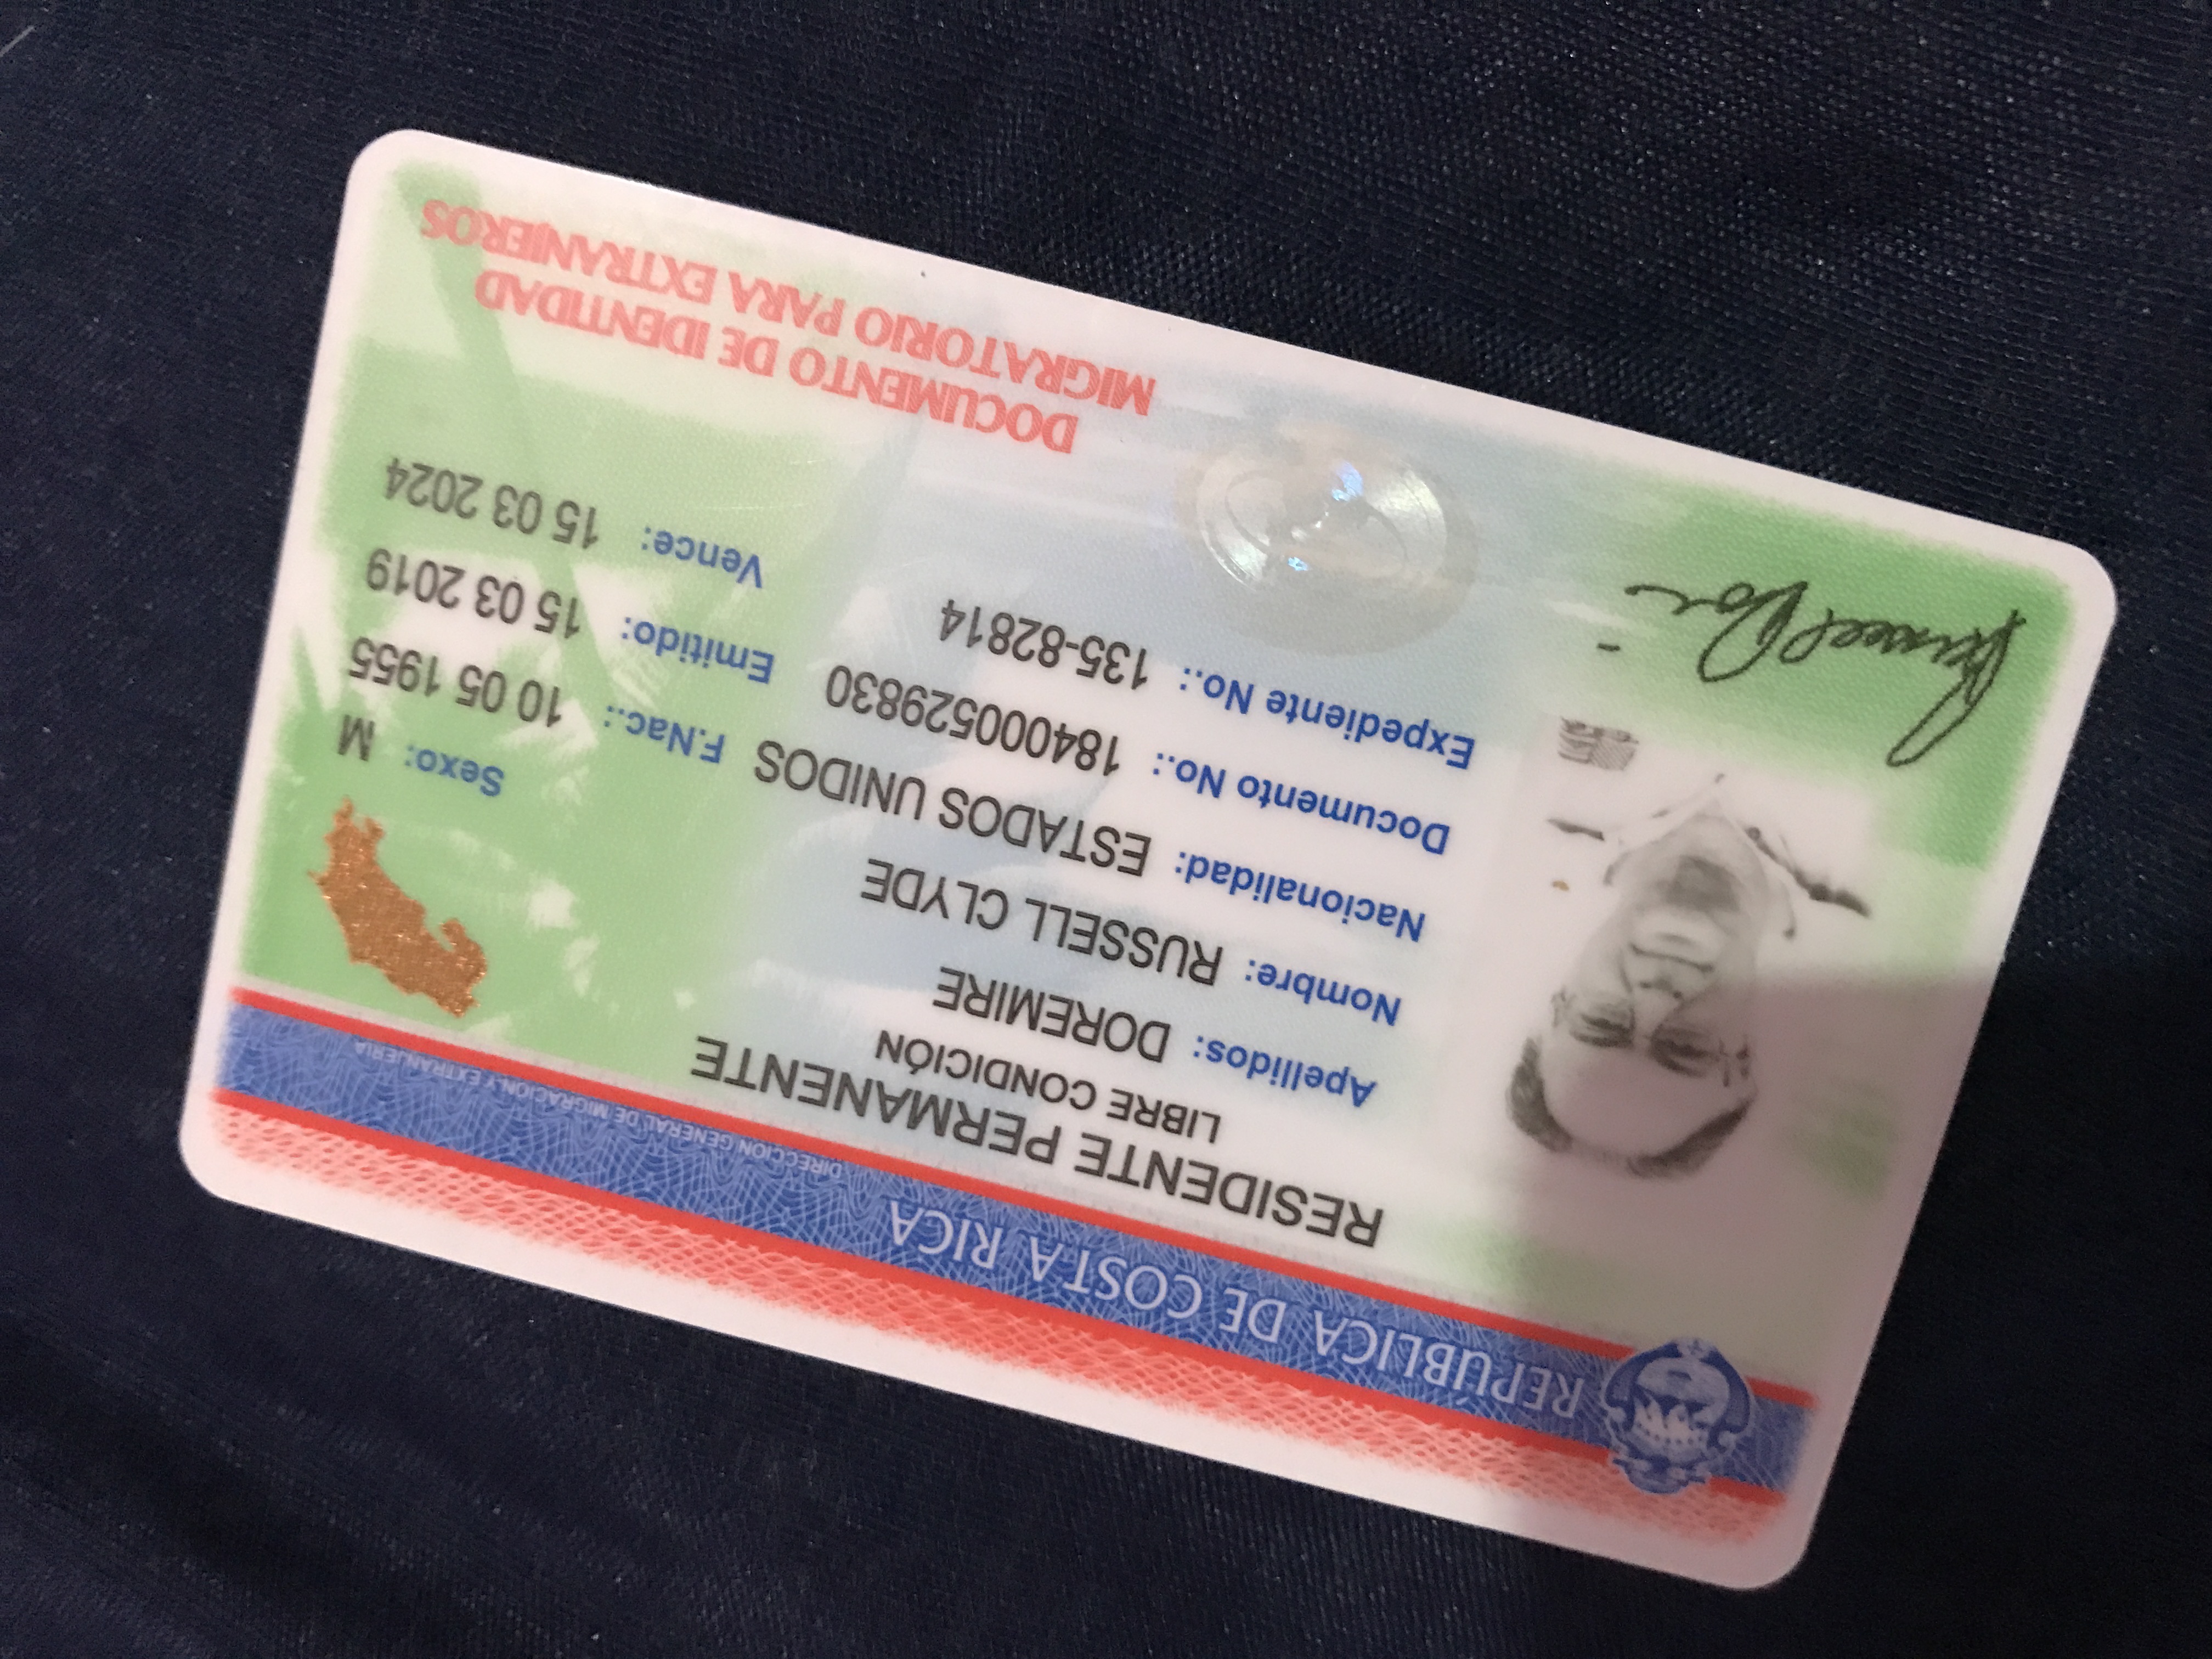 REPÚBLICA DE COSTA RICA
DIRECCIÓN GENERAL DE MIGRACIÓN Y EXTRANJERÍA
RESIDENTE PERMANENTE
LIBRE CONDICIÓN
Apellidos: DOREMIRE
Nombre: RUSSELL CLYDE
Sexo: M
Nacionalidad: ESTADOS UNIDOS F.Nac.: 10 05 1955
Documento No.: 184000529830 Emitido: 15 03 2019
Expediente No.: 135-82814 Vence: 15 03 2024
DOCUMENTO DE IDENTIDAD
MIGRATORIO PARA EXTRANJEROS